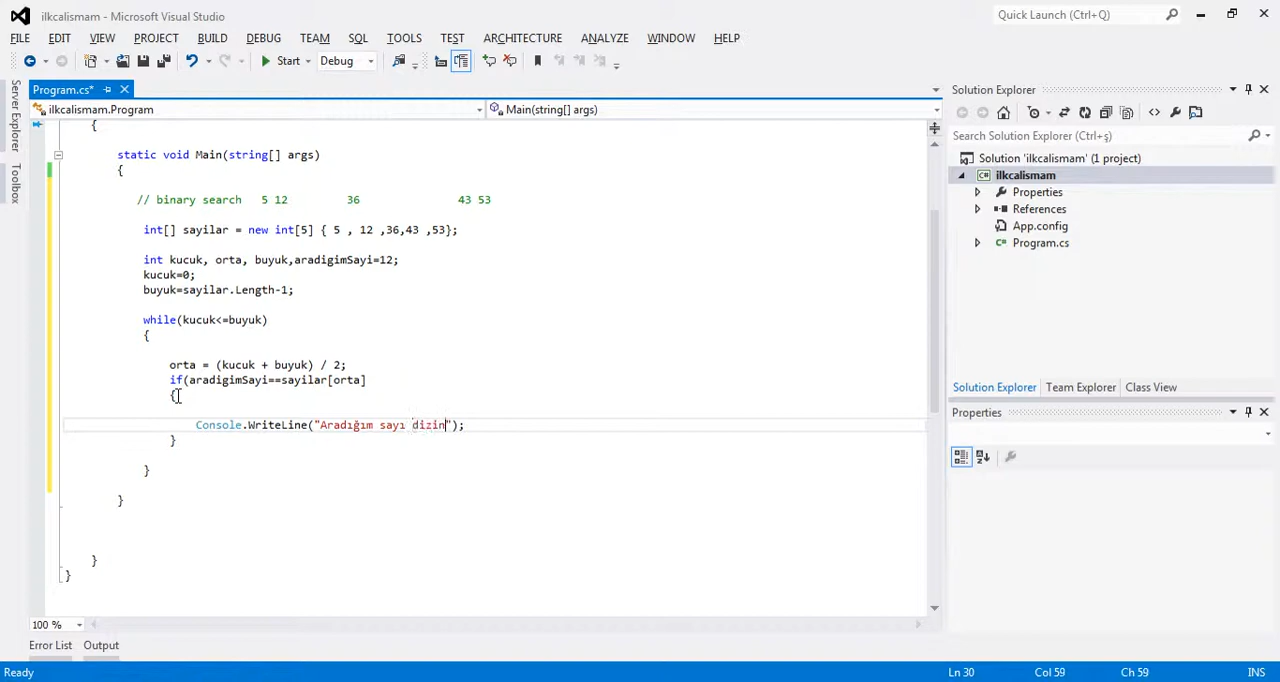 ilkcalismam - Microsoft Visual Studio
Quick Launch (Ctrl+Q)
FILE EDIT VIEW PROJECT BUILD DEBUG TEAM SQL TOOLS TEST ARCHITECTURE ANALYZE WINDOW HELP
Start Debug
Program.cs*
Solution Explorer
ilkcalismam.Program
Main(string[] args)
Server Explorer
Toolbox
{
static void Main(string[] args)
{
// binary search 5 12 36 43 53
int[] sayilar = new int[5] { 5 , 12 ,36,43 ,53};
int kucuk, orta, buyuk,aradigimSayi=12;
kucuk=0;
buyuk=sayilar.Length-1;
while(kucuk<=buyuk)
{
orta = (kucuk + buyuk) / 2;
if(aradigimSayi==sayilar[orta]
{
Console.WriteLine("Aradığım sayı dizin");
}
}
}
}
}
100 %
Search Solution Explorer (Ctrl+ş)
Solution 'ilkcalismam' (1 project)
C# ilkcalismam
Properties
References
App.config
C# Program.cs
Solution Explorer Team Explorer Class View
Properties
Error List Output
Ready Ln 30 Col 59 Ch 59 INS